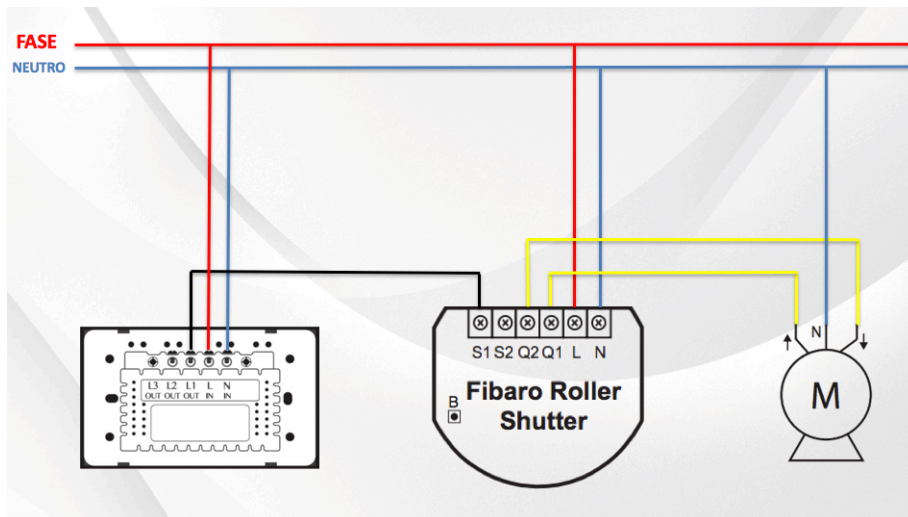 FASE
NEUTRO
S1 S2 Q2 Q1 L N
Fibaro Roller
Shutter
B
L3 L2 L1 L N
OUT OUT OUT IN IN
N
M